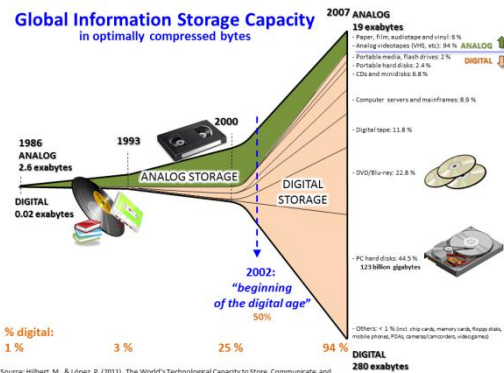 Global Information Storage Capacity
in optimally compressed bytes
2007 ANALOG
19 exabytes
- Paper, film, audiotape and vinyl: 6 %
- Analog videotapes (VHS, etc): 94 %
ANALOG
DIGITAL
- Portable media, flash drives: 2 %
- Portable hard disks: 2.4 %
- CDs and minidisks: 6.8 %
- Computer servers and mainframes: 8.9 %
- Digital tape: 11.8 %
- DVD/Blu-ray: 22.8 %
- PC hard disks: 44.5 %
123 billion gigabytes
- Others: < 1 % (incl. chip cards, memory cards, floppy disks,
mobile phones, PDAs, cameras/camcorders, video games)
DIGITAL
280 exabytes
1986
ANALOG
2.6 exabytes
DIGITAL
0.02 exabytes
1993
2000
ANALOG STORAGE
DIGITAL
STORAGE
2002:
"beginning
of the digital age"
50%
% digital:
1 %
3 %
25 %
94 %
Source: Hilbert, M., & López, P. (2011). The World's Technological Capacity to Store, Communicate, and